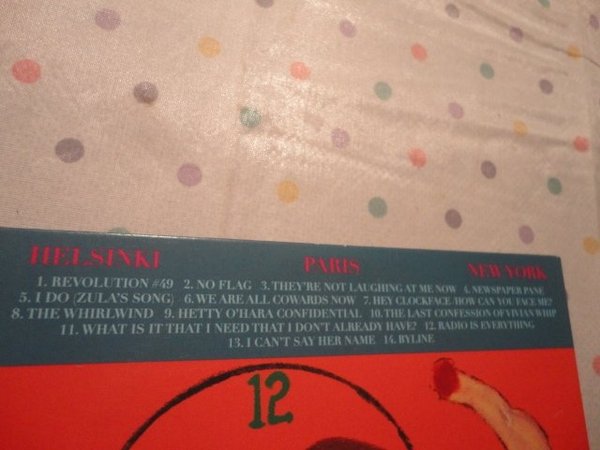 HELSINKI PARIS NEW YORK
1. REVOLUTION #49 2. NO FLAG 3. THEY'RE NOT LAUGHING AT ME NOW 4. NEWSPAPER PANE
5. I DO (ZULA'S SONG) 6. WE ARE ALL COWARDS NOW 7. HEY CLOCKFACE /HOW CAN YOU FACE ME?
8. THE WHIRLWIND 9. HETTY O'HARA CONFIDENTIAL 10. THE LAST CONFESSION OF VIVIAN WHIP
11. WHAT IS IT THAT I NEED THAT I DON'T ALREADY HAVE? 12. RADIO IS EVERYTHING
13. I CAN'T SAY HER NAME 14. BYLINE
12